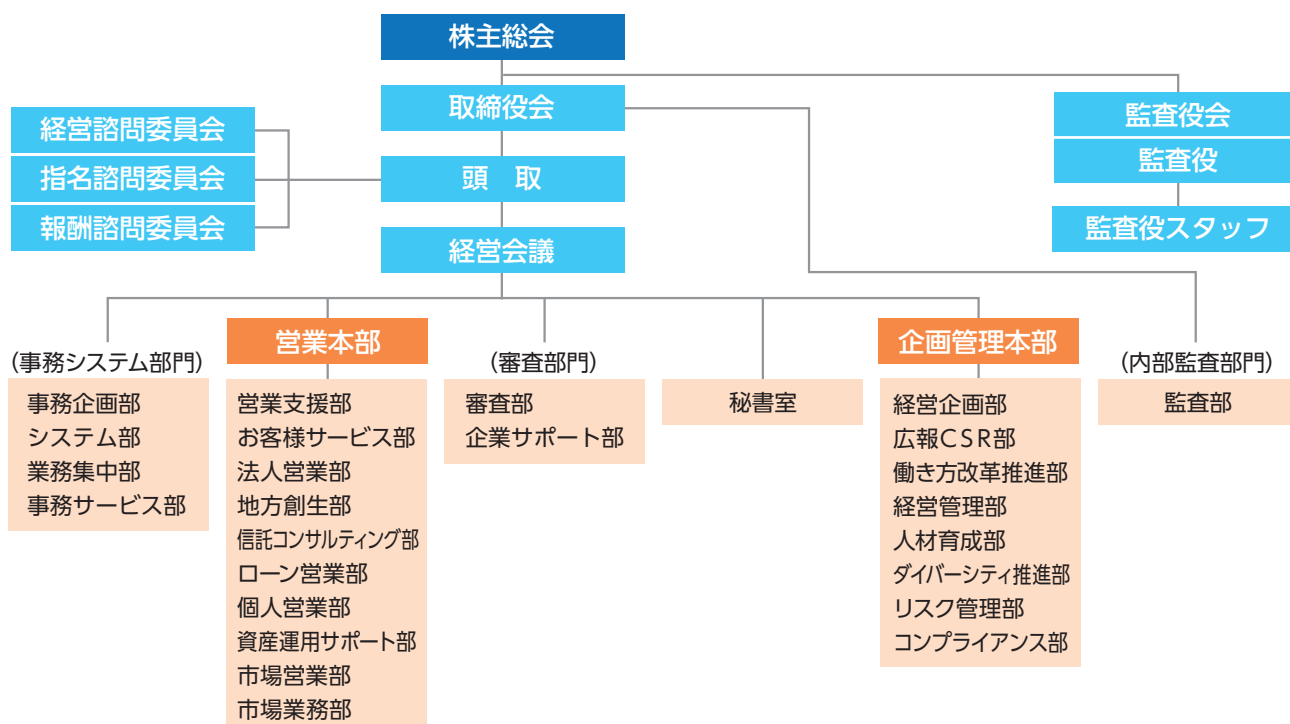 株主総会
取締役会
頭　取
経営会議
経営諮問委員会
指名諮問委員会
報酬諮問委員会
監査役会
監査役
監査役スタッフ
(事務システム部門)
事務企画部
システム部
業務集中部
事務サービス部
営業本部
営業支援部
お客様サービス部
法人営業部
地方創生部
信託コンサルティング部
ローン営業部
個人営業部
資産運用サポート部
市場営業部
市場業務部
(審査部門)
審査部
企業サポート部
秘書室
企画管理本部
経営企画部
広報CSR部
働き方改革推進部
経営管理部
人材育成部
ダイバーシティ推進部
リスク管理部
コンプライアンス部
(内部監査部門)
監査部